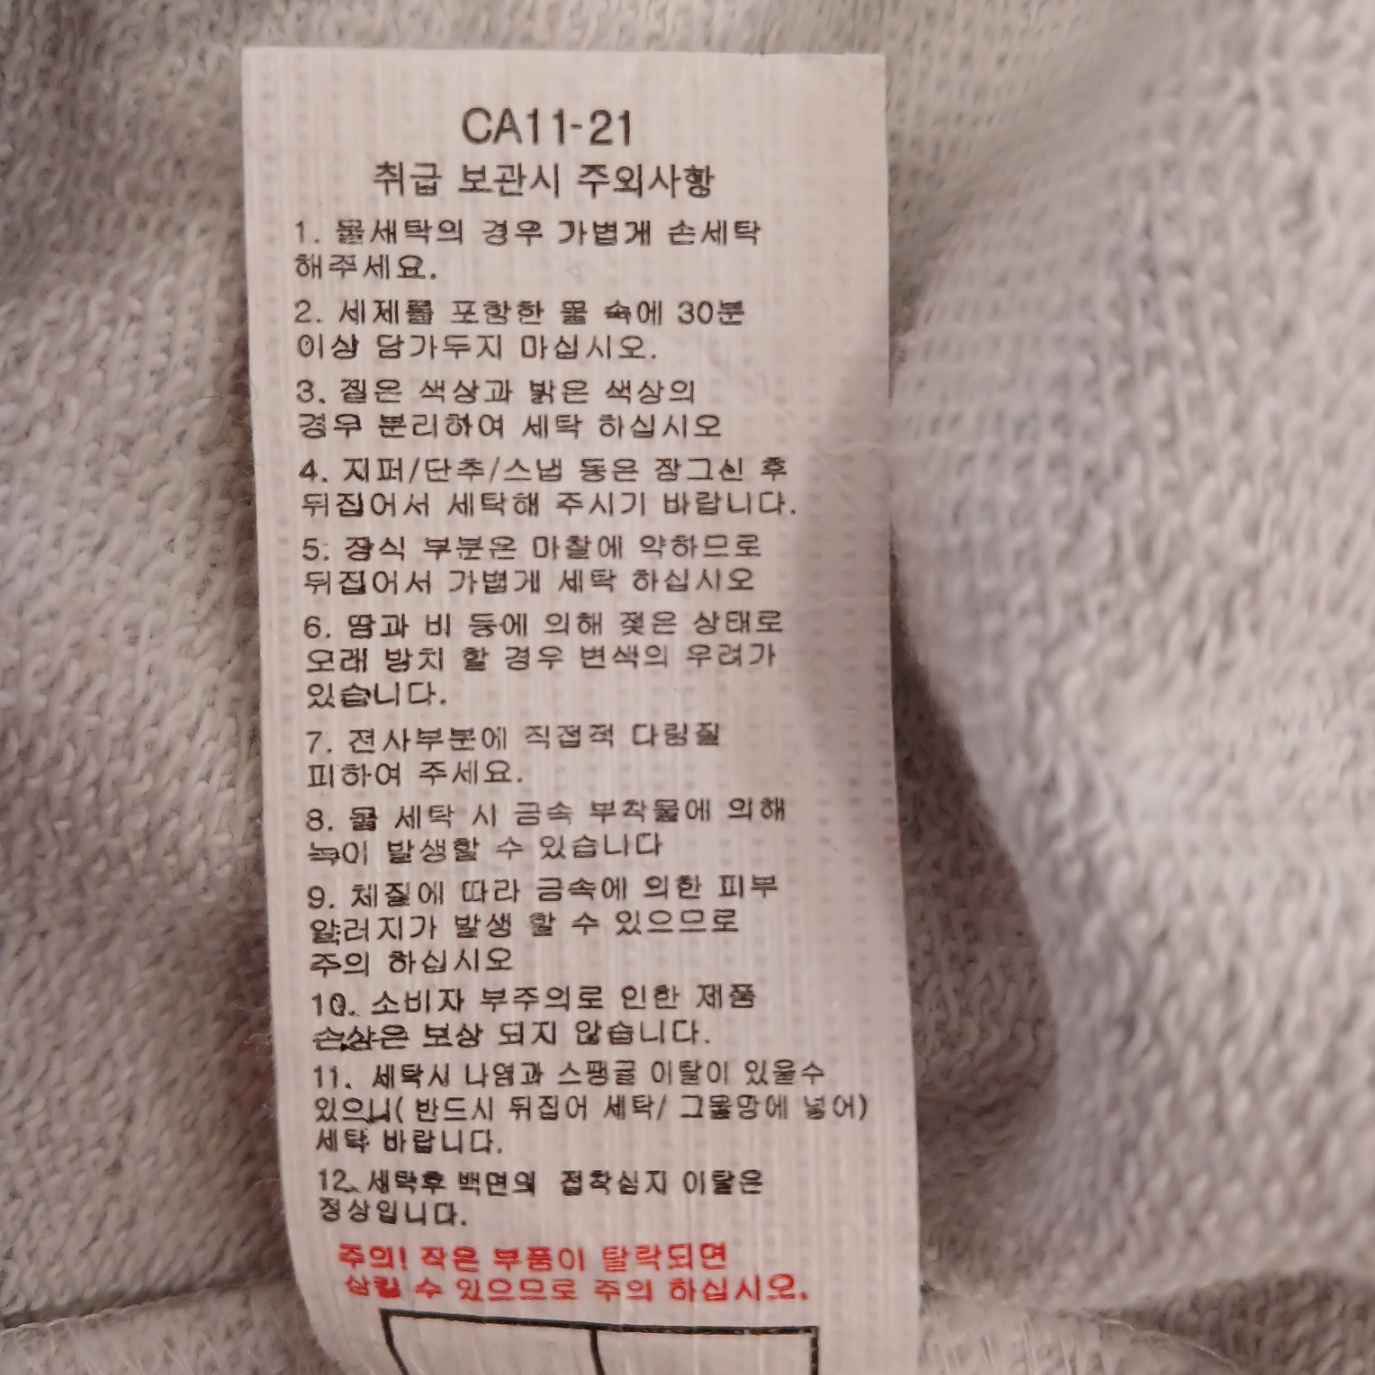 CA11-21
취급 보관시 주의사항
1. 물세탁의 경우 가볍게 손세탁
해주세요.
2. 세제를 포함한 물 속에 30분
이상 담가두지 마십시오.
3. 짙은 색상과 밝은 색상의
경우 분리하여 세탁 하십시오
4. 지퍼/단추/스냅 등은 장그신 후
뒤집어서 세탁해 주시기 바랍니다.
5. 장식 부분은 마찰에 약하므로
뒤집어서 가볍게 세탁 하십시오
6. 땀과 비 등에 의해 젖은 상태로
오래 방치 할 경우 변색의 우려가
있습니다.
7. 전사부분에 직접적 다림질
피하여 주세요.
8. 물 세탁 시 금속 부착물에 의해
녹이 발생할 수 있습니다
9. 체질에 따라 금속에 의한 피부
알러지가 발생 할 수 있으므로
주의 하십시오
10. 소비자 부주의로 인한 제품
손상은 보상 되지 않습니다.
11. 세탁시 나염과 스팽글 이탈이 있을수
있으니( 반드시 뒤집어 세탁/ 그물망에 넣어)
세탁 바랍니다.
12. 세탁후 백면의 접착심지 이탈은
정상입니다.
주의! 작은 부품이 탈락되면
삼킬 수 있으므로 주의 하십시오.